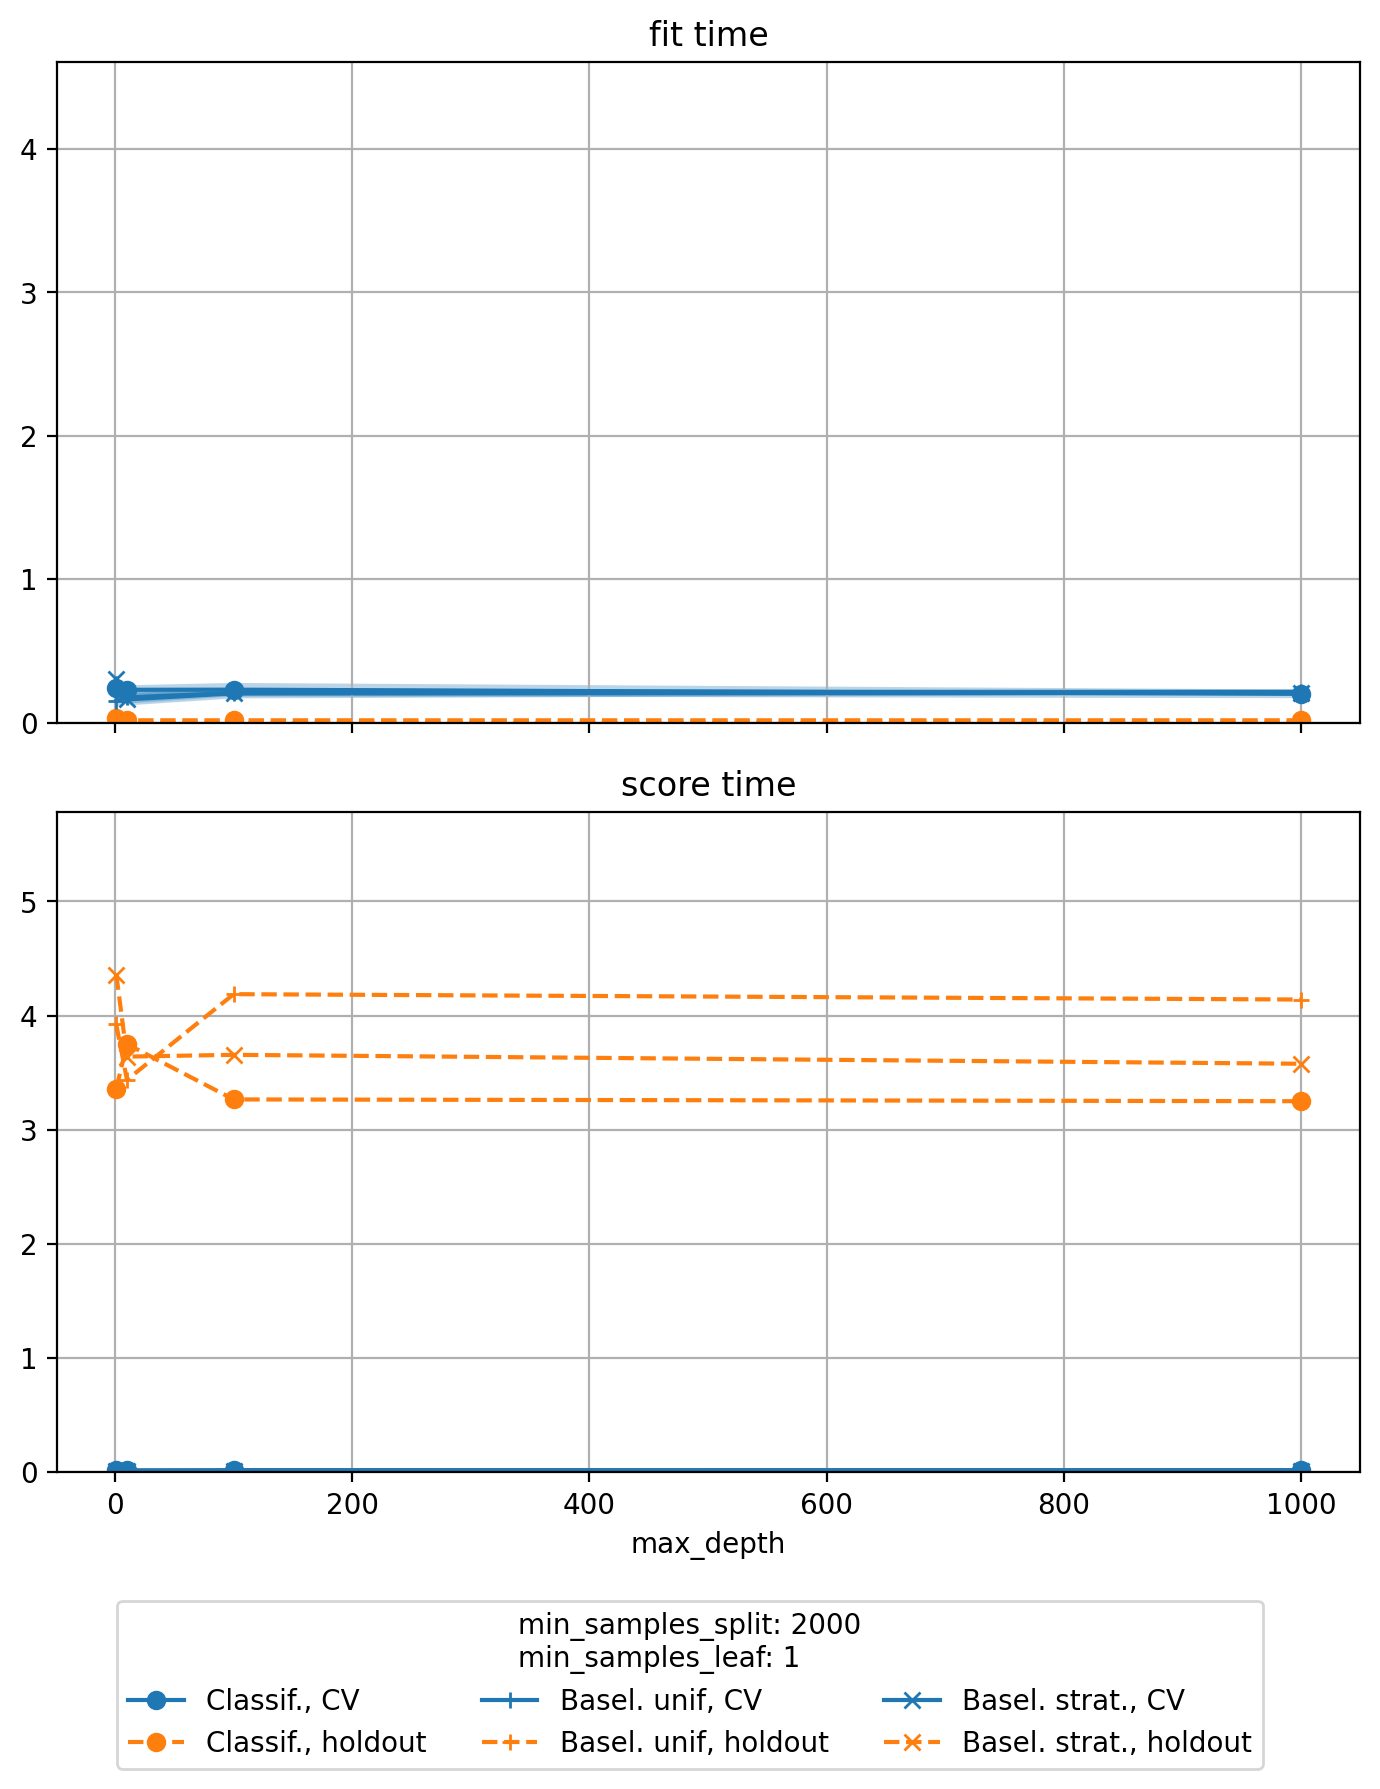 fit time
4
3
2
1
0
score time
5
4
3
2
1
0
0 200 400 600 800 1000
max_depth
min_samples_split: 2000
min_samples_leaf: 1
Classif., CV Basel. unif, CV Basel. strat., CV
Classif., holdout Basel. unif, holdout Basel. strat., holdout